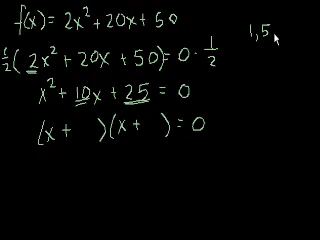 f(x) = 2x² + 20x + 50
1/2 (2x² + 20x + 50) = 0 · 1/2
x² + 10x + 25 = 0
(x + )(x + ) = 0
1, 5